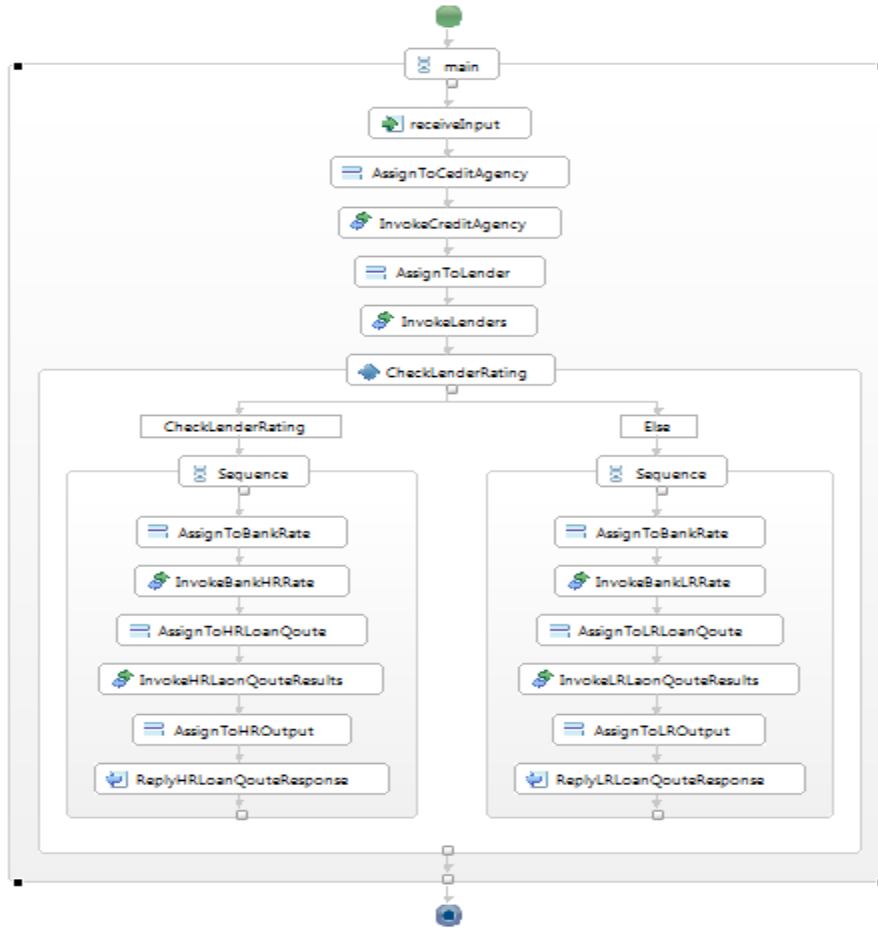 main
receiveInput
AssignToCeditAgency
InvokeCreditAgency
AssignToLender
InvokeLenders
CheckLenderRating
CheckLenderRating
Else
Sequence
Sequence
AssignToBankRate
AssignToBankRate
InvokeBankHRRate
InvokeBankLRRate
AssignToHRLoanQoute
AssignToLRLoanQoute
InvokeHRLaonQouteResults
InvokeLRLaonQouteResults
AssignToHROutput
AssignToLROutput
ReplyHRLoanQouteResponse
ReplyLRLoanQouteResponse